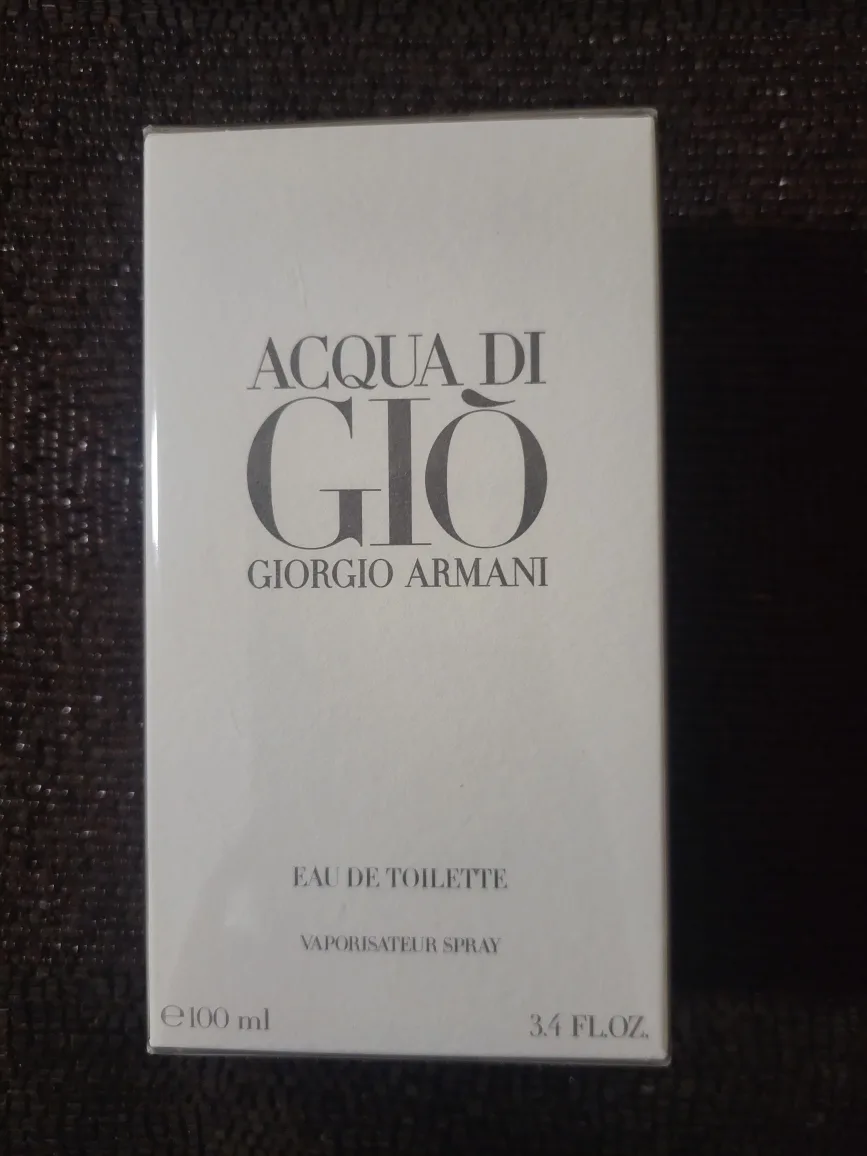 ACQUA DI
GIÒ
GIORGIO ARMANI
EAU DE TOILETTE
VAPORISATEUR SPRAY
℮100 ml 3.4 FL.OZ.